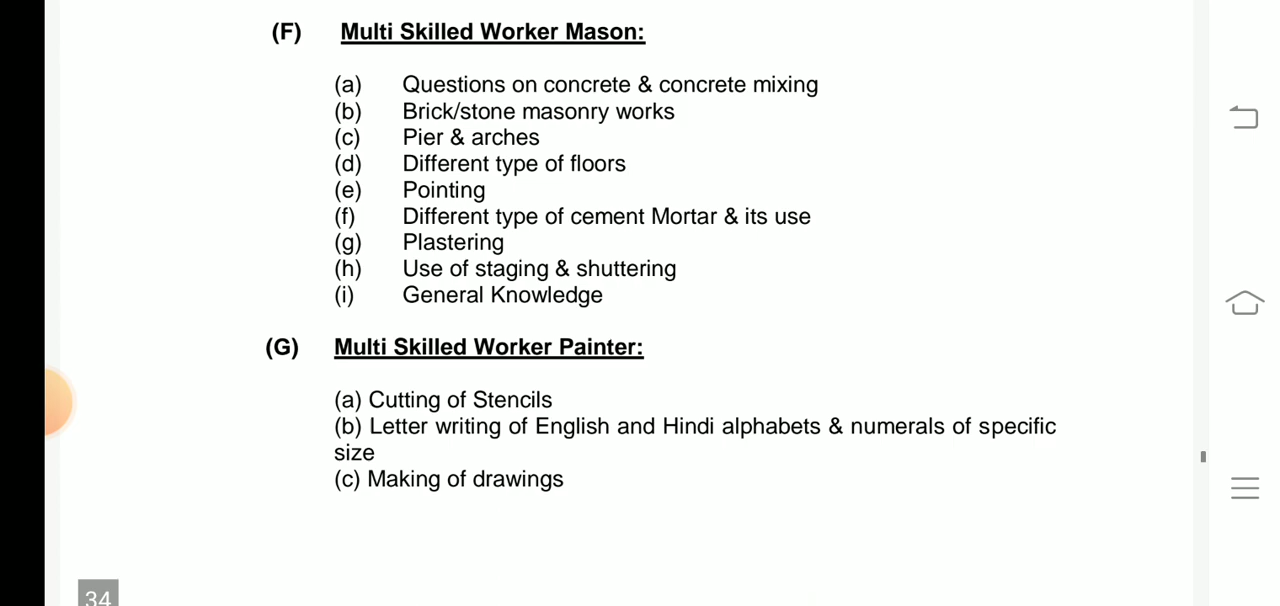 (F) Multi Skilled Worker Mason:
(a) Questions on concrete & concrete mixing
(b) Brick/stone masonry works
(c) Pier & arches
(d) Different type of floors
(e) Pointing
(f) Different type of cement Mortar & its use
(g) Plastering
(h) Use of staging & shuttering
(i) General Knowledge
(G) Multi Skilled Worker Painter:
(a) Cutting of Stencils
(b) Letter writing of English and Hindi alphabets & numerals of specific
size
(c) Making of drawings
34